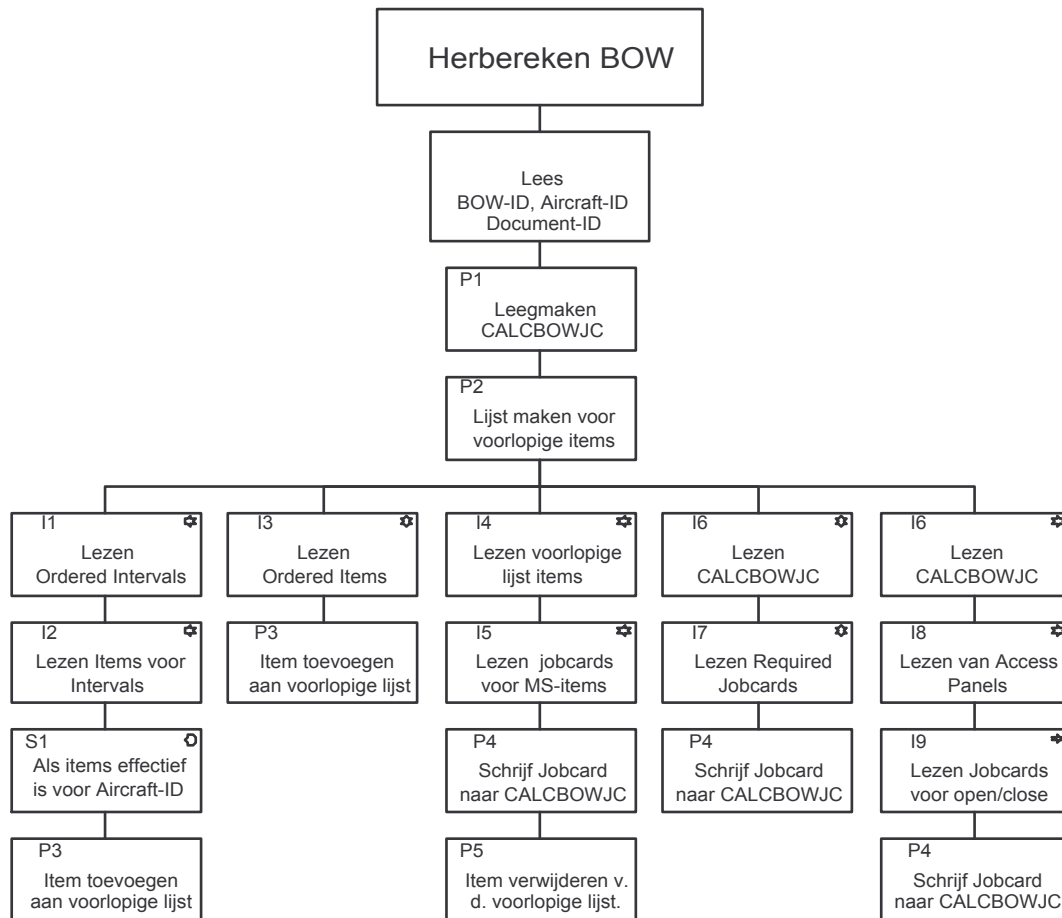 Herbereken BOW
Lees
BOW-ID, Aircraft-ID
Document-ID
P1
Leegmaken
CALCBOWJC
P2
Lijst maken voor
voorlopige items
I1
Lezen
Ordered Intervals
I2
Lezen Items voor
Intervals
S1
Als items effectief
is voor Aircraft-ID
P3
Item toevoegen
aan voorlopige lijst
I3
Lezen
Ordered Items
P3
Item toevoegen
aan voorlopige lijst
I4
Lezen voorlopige
lijst items
I5
Lezen jobcards
voor MS-items
P4
Schrijf Jobcard
naar CALCBOWJC
P5
Item verwijderen v.
d. voorlopige lijst.
I6
Lezen
CALCBOWJC
I7
Lezen Required
Jobcards
P4
Schrijf Jobcard
naar CALCBOWJC
I6
Lezen
CALCBOWJC
I8
Lezen van Access
Panels
I9
Lezen Jobcards
voor open/close
P4
Schrijf Jobcard
naar CALCBOWJC